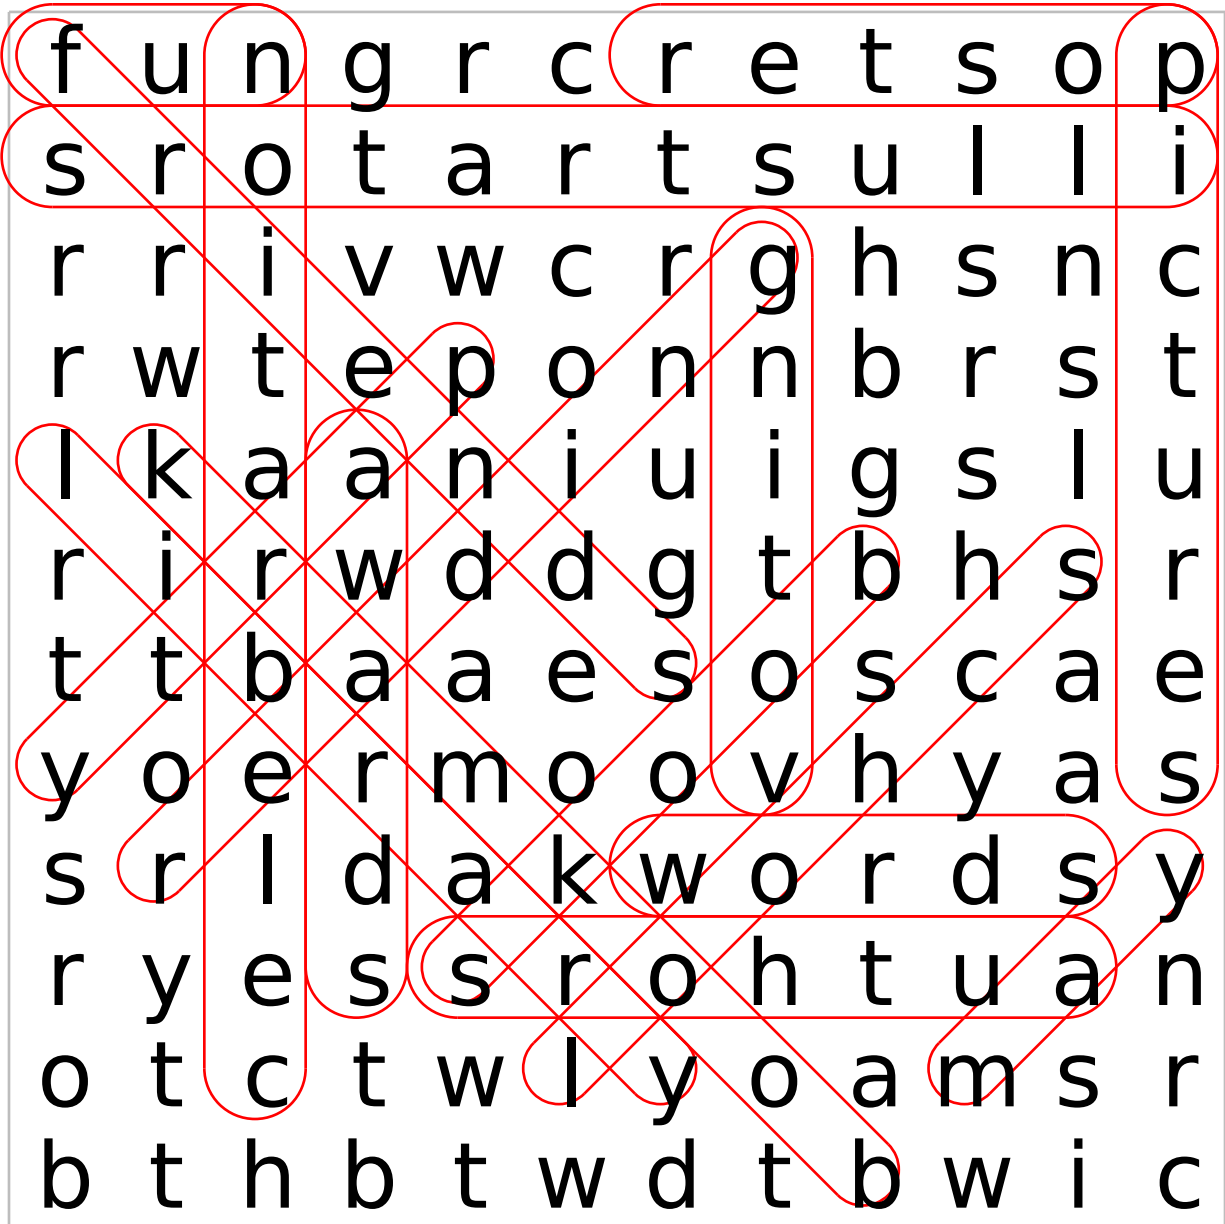 f u n g r c r e t s o p
s r o t a r t s u l l i
r r i v w c r g h s n c
r w t e p o n n b r s t
l k a a n i u i g s l u
r i r w d d g t b h s r
t t b a a e s o s c a e
y o e r m o o v h y a s
s r l d a k w o r d s y
r y e s s r o h t u a n
o t c t w l y o a m s r
b t h b t w d t b w i c